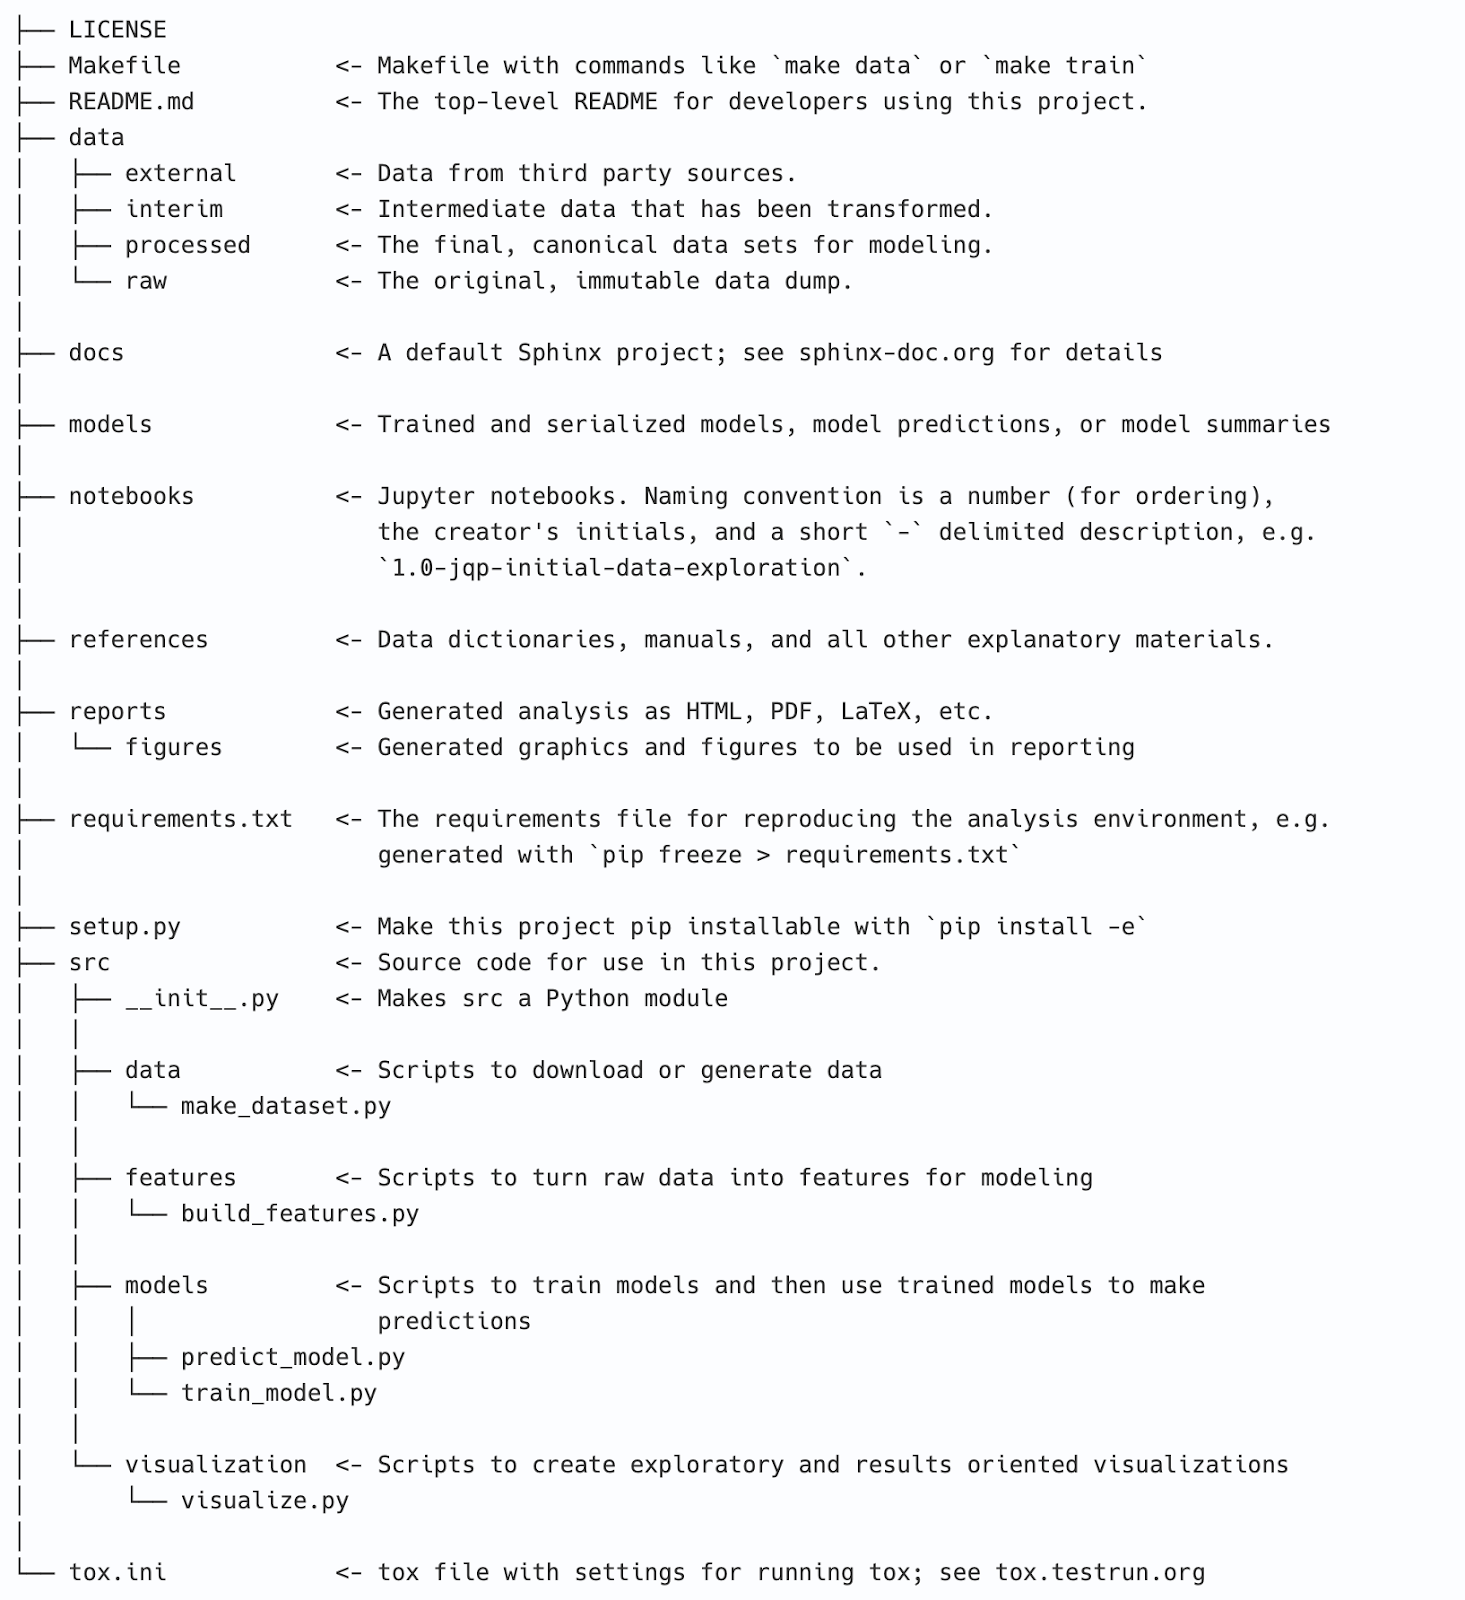 ├── LICENSE
├── Makefile           <- Makefile with commands like `make data` or `make train`
├── README.md          <- The top-level README for developers using this project.
├── data
│   ├── external       <- Data from third party sources.
│   ├── interim        <- Intermediate data that has been transformed.
│   ├── processed      <- The final, canonical data sets for modeling.
│   └── raw            <- The original, immutable data dump.
│
├── docs               <- A default Sphinx project; see sphinx-doc.org for details
│
├── models             <- Trained and serialized models, model predictions, or model summaries
│
├── notebooks          <- Jupyter notebooks. Naming convention is a number (for ordering),
│                         the creator's initials, and a short `-` delimited description, e.g.
│                         `1.0-jqp-initial-data-exploration`.
│
├── references         <- Data dictionaries, manuals, and all other explanatory materials.
│
├── reports            <- Generated analysis as HTML, PDF, LaTeX, etc.
│   └── figures        <- Generated graphics and figures to be used in reporting
│
├── requirements.txt   <- The requirements file for reproducing the analysis environment, e.g.
│                         generated with `pip freeze > requirements.txt`
│
├── setup.py           <- Make this project pip installable with `pip install -e`
├── src                <- Source code for use in this project.
│   ├── __init__.py    <- Makes src a Python module
│   │
│   ├── data           <- Scripts to download or generate data
│   │   └── make_dataset.py
│   │
│   ├── features       <- Scripts to turn raw data into features for modeling
│   │   └── build_features.py
│   │
│   ├── models         <- Scripts to train models and then use trained models to make
│   │   │                 predictions
│   │   ├── predict_model.py
│   │   └── train_model.py
│   │
│   └── visualization  <- Scripts to create exploratory and results oriented visualizations
│       └── visualize.py
│
└── tox.ini            <- tox file with settings for running tox; see tox.testrun.org